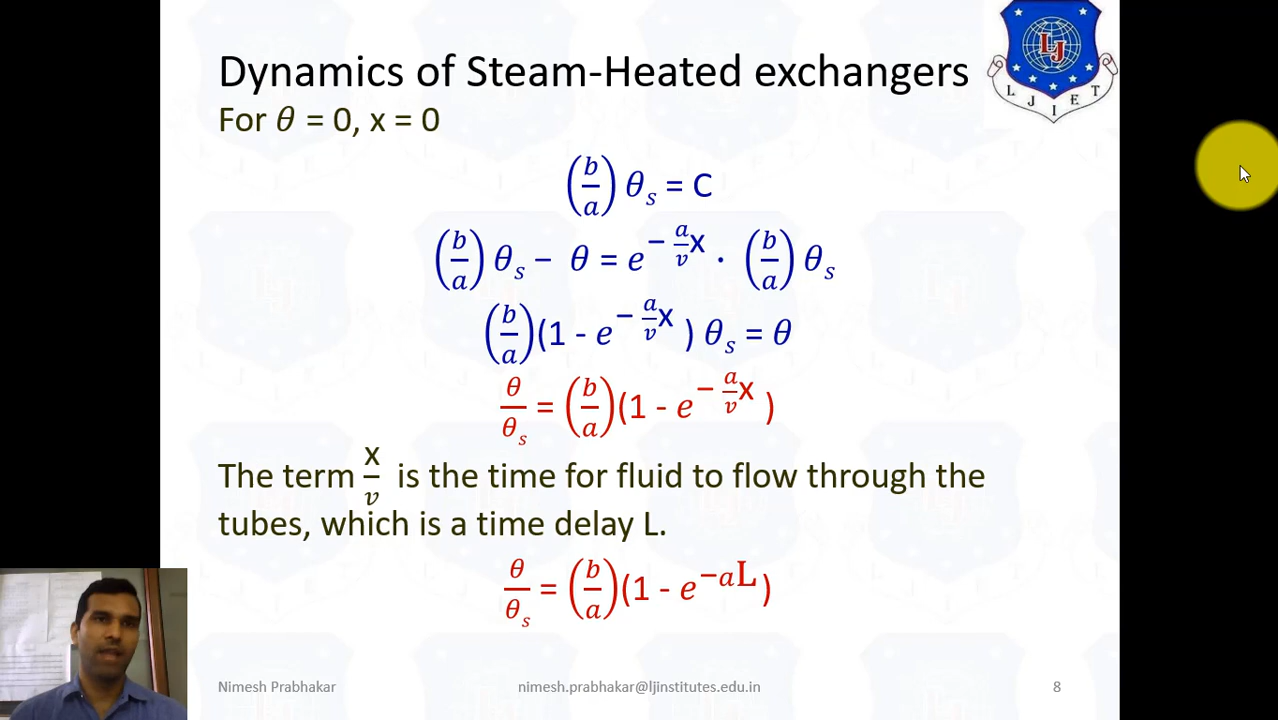 Dynamics of Steam-Heated exchangers
L J I E T
For θ = 0, x = 0
(b/a) θₛ = C
(b/a) θₛ − θ = e^(− a/v x) · (b/a) θₛ
(b/a)(1 - e^(− a/v x) ) θₛ = θ
θ/θₛ = (b/a)(1 - e^(− a/v x) )
The term x/v is the time for fluid to flow through the
tubes, which is a time delay L.
θ/θₛ = (b/a)(1 - e^(−aL) )
Nimesh Prabhakar nimesh.prabhakar@ljinstitutes.edu.in 8